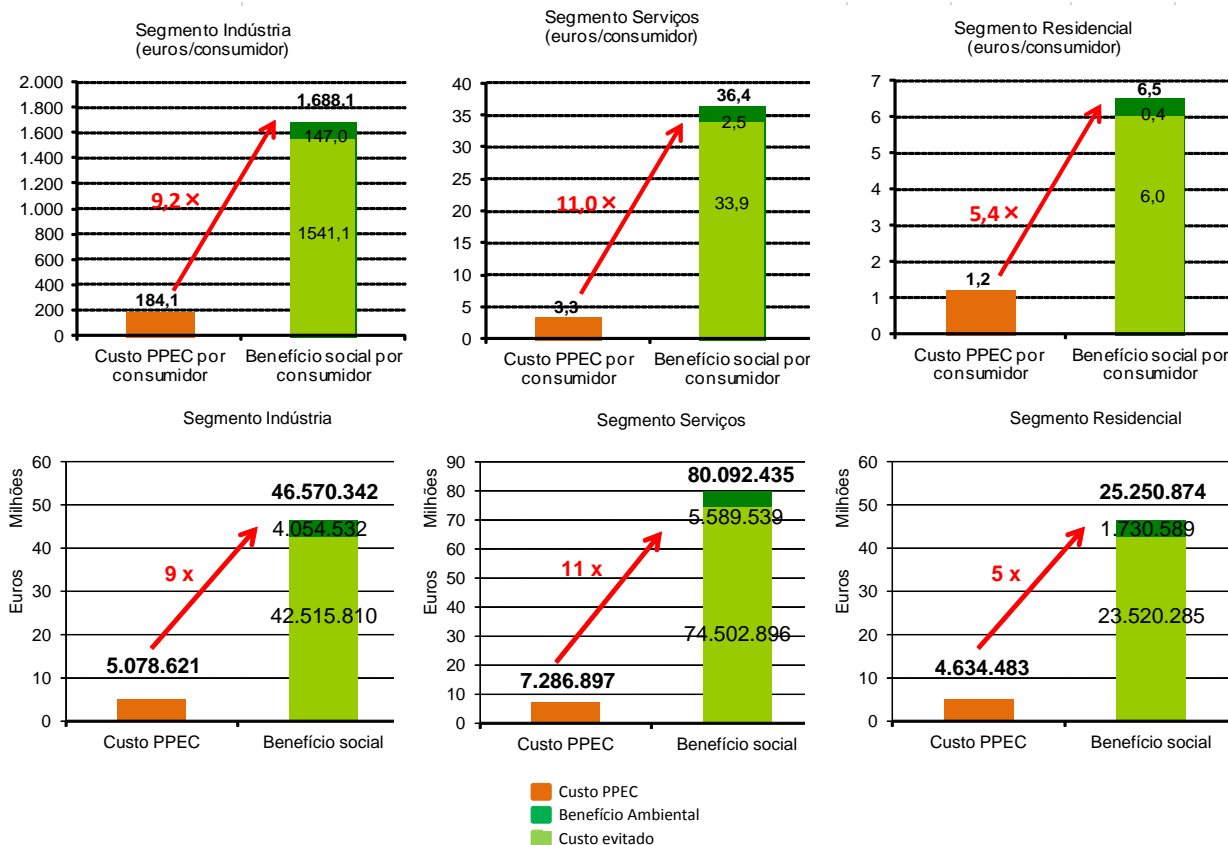 Segmento Indústria
(euros/consumidor)
2.000
1.800
1.600
1.400
1.200
1.000
800
600
400
200
0
1.688,1
147,0
9,2 ×
1541,1
184,1
Custo PPEC por
consumidor
Benefício social por
consumidor
Segmento Serviços
(euros/consumidor)
40
35
30
25
20
15
10
5
0
36,4
2,5
11,0 ×
33,9
3,3
Custo PPEC por
consumidor
Benefício social por
consumidor
Segmento Residencial
(euros/consumidor)
7
6
5
4
3
2
1
0
6,5
0,4
5,4 ×
6,0
1,2
Custo PPEC por
consumidor
Benefício social por
consumidor
Segmento Indústria
Euros Milhões
60
50
40
30
20
10
0
46.570.342
4.054.532
9 x
42.515.810
5.078.621
Custo PPEC
Benefício social
Segmento Serviços
Euros Milhões
90
80
70
60
50
40
30
20
10
0
80.092.435
5.589.539
11 x
74.502.896
7.286.897
Custo PPEC
Benefício social
Segmento Residencial
Euros Milhões
60
50
40
30
20
10
0
25.250.874
1.730.589
5 x
23.520.285
4.634.483
Custo PPEC
Benefício social
Custo PPEC
Benefício Ambiental
Custo evitado